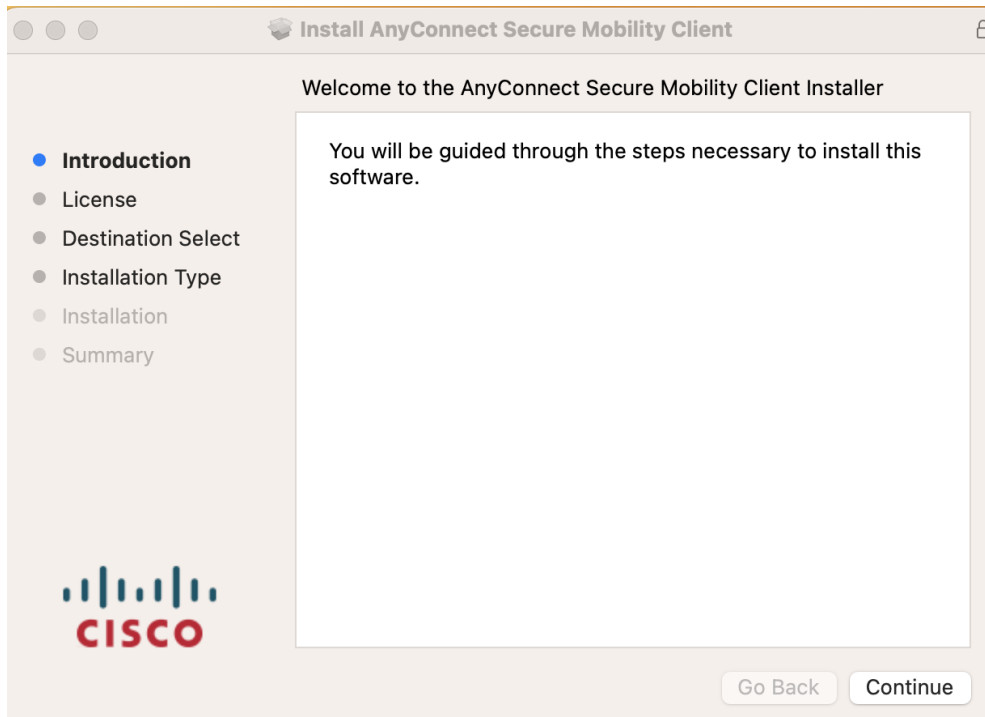 Install AnyConnect Secure Mobility Client
Welcome to the AnyConnect Secure Mobility Client Installer
Introduction
License
Destination Select
Installation Type
Installation
Summary
You will be guided through the steps necessary to install this
software.
CISCO
Go Back
Continue